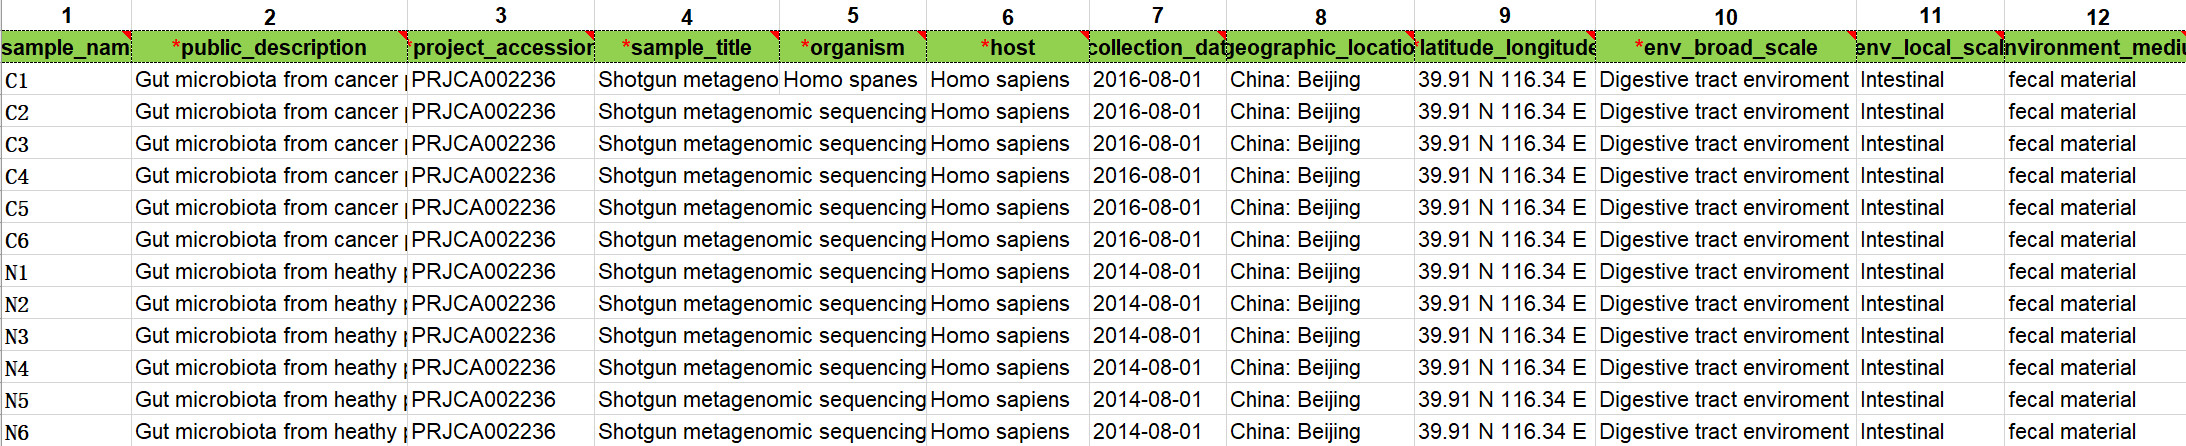 1 2 3 4 5 6 7 8 9 10 11 12
sample_nam *public_description *project_accession *sample_title *organism *host collection_dat geographic_locatio *latitude_longitude *env_broad_scale env_local_scal nvironment_mediu
C1 Gut microbiota from cancer p PRJCA002236 Shotgun metageno Homo spanes Homo sapiens 2016-08-01 China: Beijing 39.91 N 116.34 E Digestive tract enviroment Intestinal fecal material
C2 Gut microbiota from cancer p PRJCA002236 Shotgun metagenomic sequencing Homo sapiens 2016-08-01 China: Beijing 39.91 N 116.34 E Digestive tract enviroment Intestinal fecal material
C3 Gut microbiota from cancer p PRJCA002236 Shotgun metagenomic sequencing Homo sapiens 2016-08-01 China: Beijing 39.91 N 116.34 E Digestive tract enviroment Intestinal fecal material
C4 Gut microbiota from cancer p PRJCA002236 Shotgun metagenomic sequencing Homo sapiens 2016-08-01 China: Beijing 39.91 N 116.34 E Digestive tract enviroment Intestinal fecal material
C5 Gut microbiota from cancer p PRJCA002236 Shotgun metagenomic sequencing Homo sapiens 2016-08-01 China: Beijing 39.91 N 116.34 E Digestive tract enviroment Intestinal fecal material
C6 Gut microbiota from cancer p PRJCA002236 Shotgun metagenomic sequencing Homo sapiens 2016-08-01 China: Beijing 39.91 N 116.34 E Digestive tract enviroment Intestinal fecal material
N1 Gut microbiota from heathy p PRJCA002236 Shotgun metagenomic sequencing Homo sapiens 2014-08-01 China: Beijing 39.91 N 116.34 E Digestive tract enviroment Intestinal fecal material
N2 Gut microbiota from heathy p PRJCA002236 Shotgun metagenomic sequencing Homo sapiens 2014-08-01 China: Beijing 39.91 N 116.34 E Digestive tract enviroment Intestinal fecal material
N3 Gut microbiota from heathy p PRJCA002236 Shotgun metagenomic sequencing Homo sapiens 2014-08-01 China: Beijing 39.91 N 116.34 E Digestive tract enviroment Intestinal fecal material
N4 Gut microbiota from heathy p PRJCA002236 Shotgun metagenomic sequencing Homo sapiens 2014-08-01 China: Beijing 39.91 N 116.34 E Digestive tract enviroment Intestinal fecal material
N5 Gut microbiota from heathy p PRJCA002236 Shotgun metagenomic sequencing Homo sapiens 2014-08-01 China: Beijing 39.91 N 116.34 E Digestive tract enviroment Intestinal fecal material
N6 Gut microbiota from heathy p PRJCA002236 Shotgun metagenomic sequencing Homo sapiens 2014-08-01 China: Beijing 39.91 N 116.34 E Digestive tract enviroment Intestinal fecal material